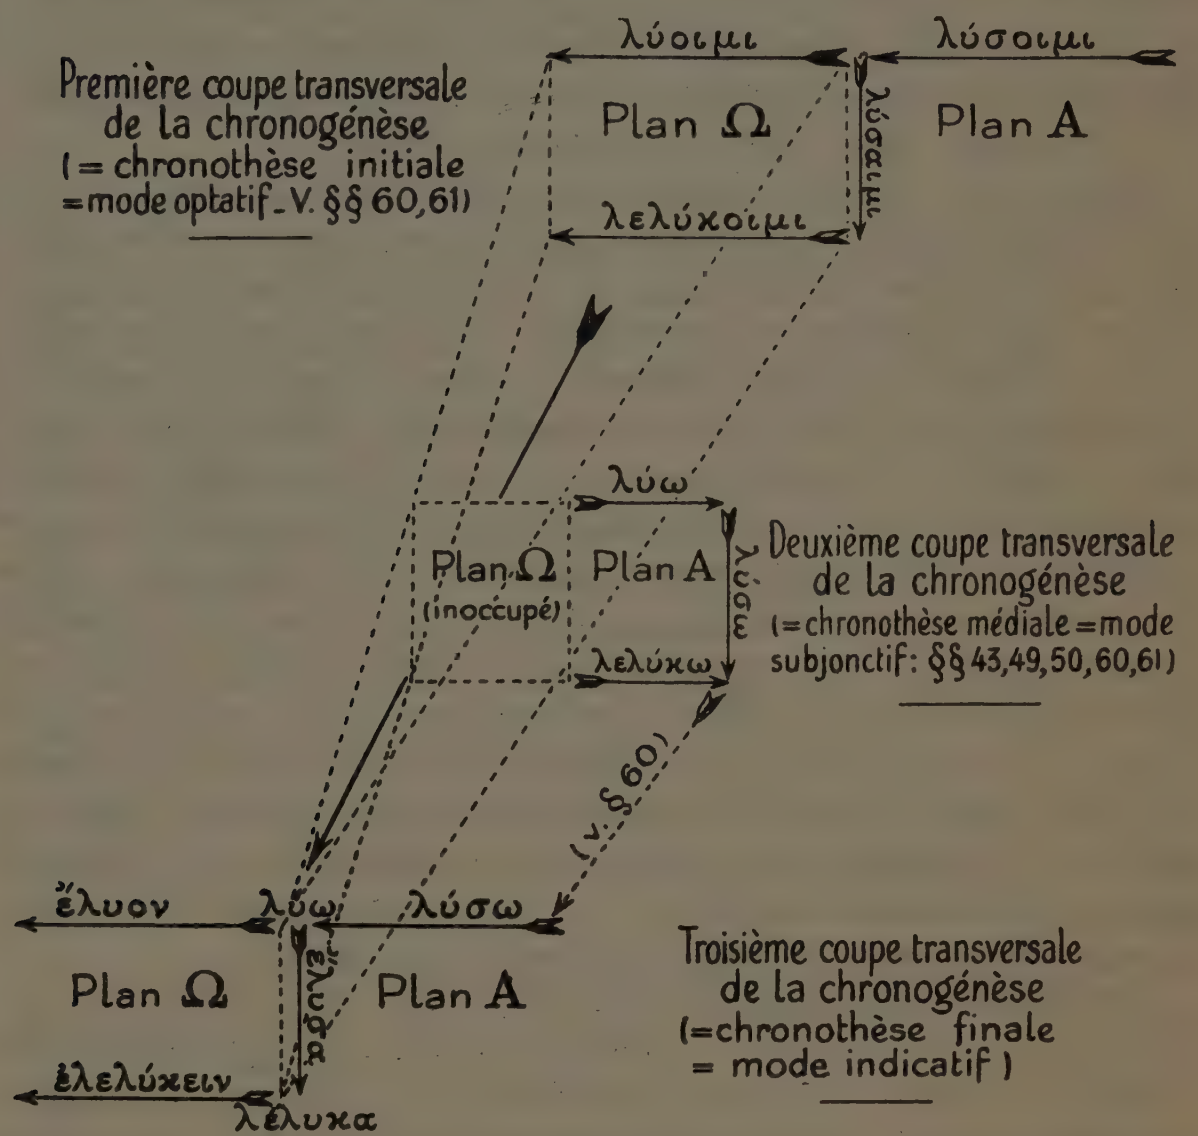 λύοιμι
λύσοιμι
Première coupe transversale
de la chronogénèse
(= chronothèse initiale
=mode optatif_V. §§ 60,61)
Plan Ω
λύσαιμι
Plan A
λελύκοιμι
λύω
Plan Ω
(inoccupé)
Plan A
λύσε
Deuxième coupe transversale
de la chronogénèse
(=chronothèse médiale=mode
subjonctif: §§ 43,49,50,60,61)
λελύκω
(v. § 60)
ἔλυον
λύω
λύσω
Plan Ω
ἔλυσα
Plan A
Troisième coupe transversale
de la chronogénèse
(=chronothèse finale
= mode indicatif)
ἐλελύκειν
λέλυκα